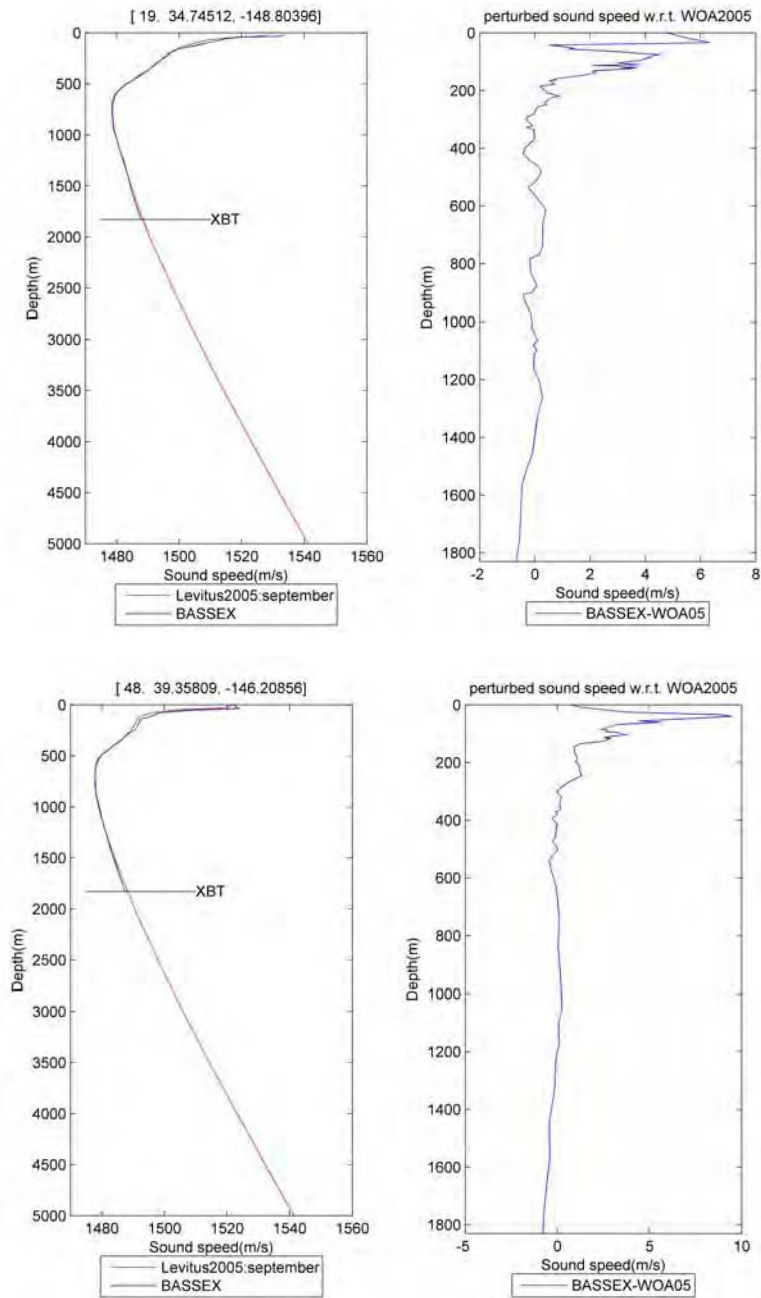 [ 19. 34.74512, -148.80396]
0
500
1000
1500
2000
2500
3000
3500
4000
4500
5000
Depth(m)
XBT
1480 1500 1520 1540 1560
Sound speed(m/s)
Levitus2005:september
BASSEX
perturbed sound speed w.r.t. WOA2005
0
200
400
600
800
1000
1200
1400
1600
1800
Depth(m)
-2 0 2 4 6 8
Sound speed(m/s)
BASSEX-WOA05
[ 48. 39.35809, -146.20856]
0
500
1000
1500
2000
2500
3000
3500
4000
4500
5000
Depth(m)
XBT
1480 1500 1520 1540 1560
Sound speed(m/s)
Levitus2005:september
BASSEX
perturbed sound speed w.r.t. WOA2005
0
200
400
600
800
1000
1200
1400
1600
1800
Depth(m)
-5 0 5 10
Sound speed(m/s)
BASSEX-WOA05